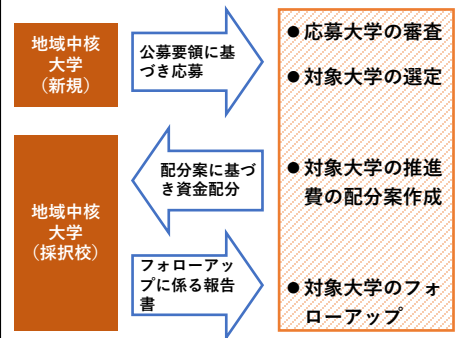 地域中核
大学
（新規）
公募要領に基
づき応募
●応募大学の審査
●対象大学の選定
地域中核
大学
（採択校）
配分案に基づ
き資金配分
●対象大学の推進
費の配分案作成
フォローアッ
プに係る報告
書
●対象大学のフォ
ローアップ